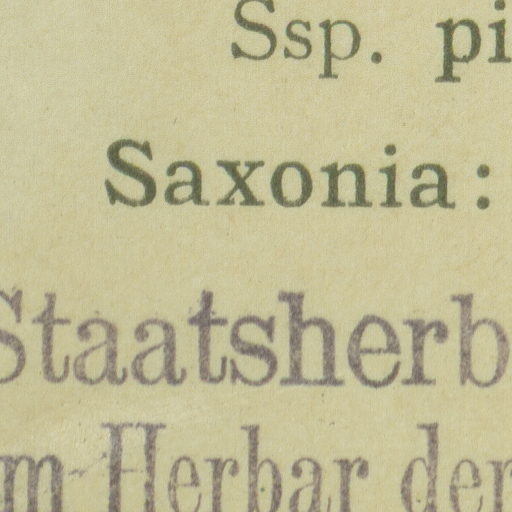 Ssp. pi
Saxonia:
Staatsherb
m Herbar der